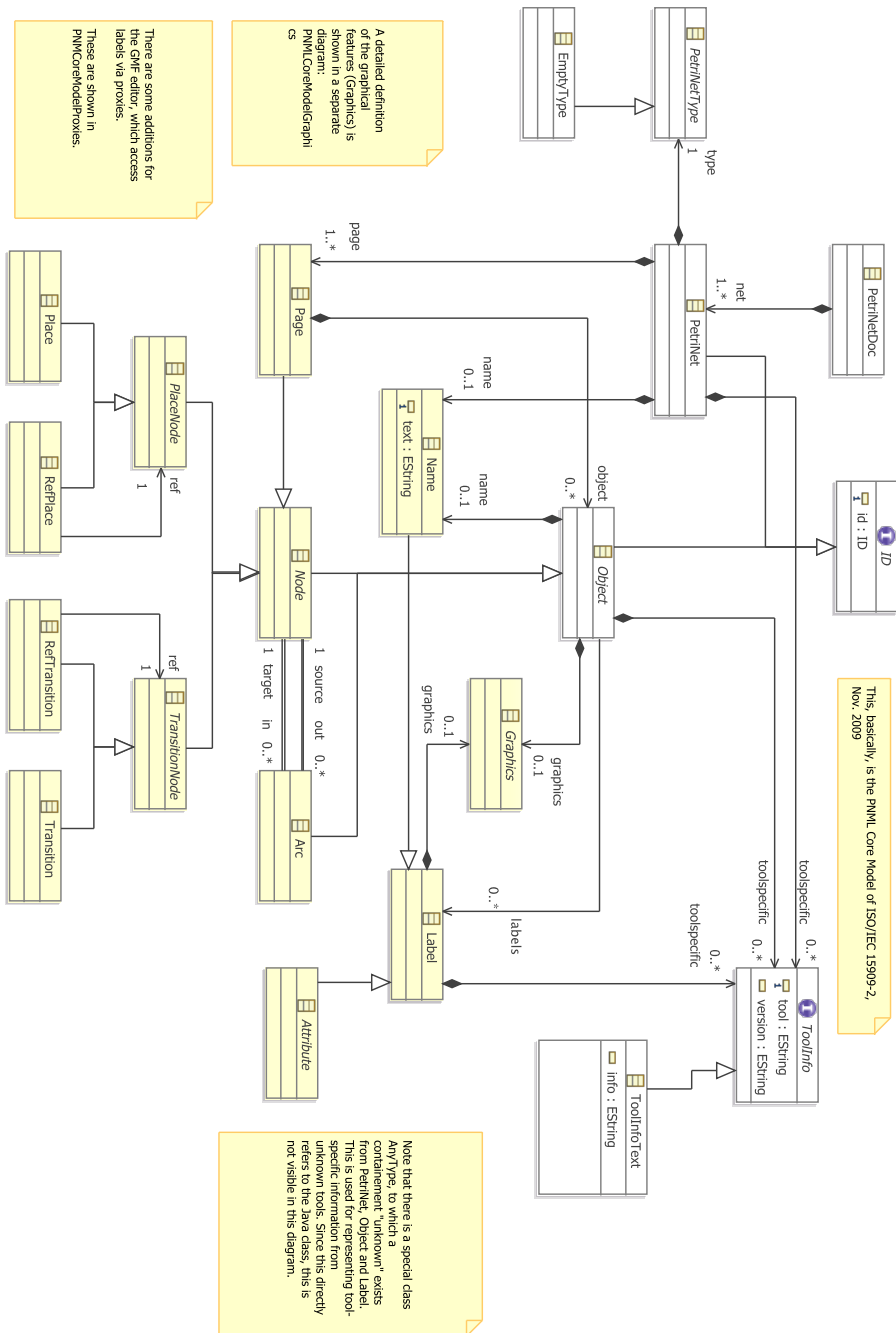 This, basically, is the PNML Core Model of ISO/IEC 15909-2,
Nov. 2009
ID
id : ID
PetriNetDoc
net
1..*
PetriNetType
type
1
EmptyType
PetriNet
toolspecific
0..*
toolspecific
0..*
toolspecific
0..*
ToolInfo
tool : EString
version : EString
ToolInfoText
info : EString
page
1..*
name
0..1
name
0..1
object
0..*
Object
Page
Name
text : EString
graphics
0..1
graphics
0..1
Graphics
labels
0..*
Label
Attribute
Node
1 source out 0..*
1 target in 0..*
Arc
PlaceNode
ref
1
Place
RefPlace
ref
1
TransitionNode
RefTransition
Transition
A detailed definition
of the graphical
features (Graphics) is
shown in a separate
diagram:
PNMLCoreModelGraphi
cs
There are some additions for
the GMF editor, which access
labels via proxies.
These are shown in
PNMCoreModelProxies.
Note that there is a special class
AnyType, to which a
containement "unknown" exists
from PetriNet, Object and Label.
This is used for representing tool-
specific information from
unknown tools. Since this directly
refers to the Java class, this is
not visible in this diagram.